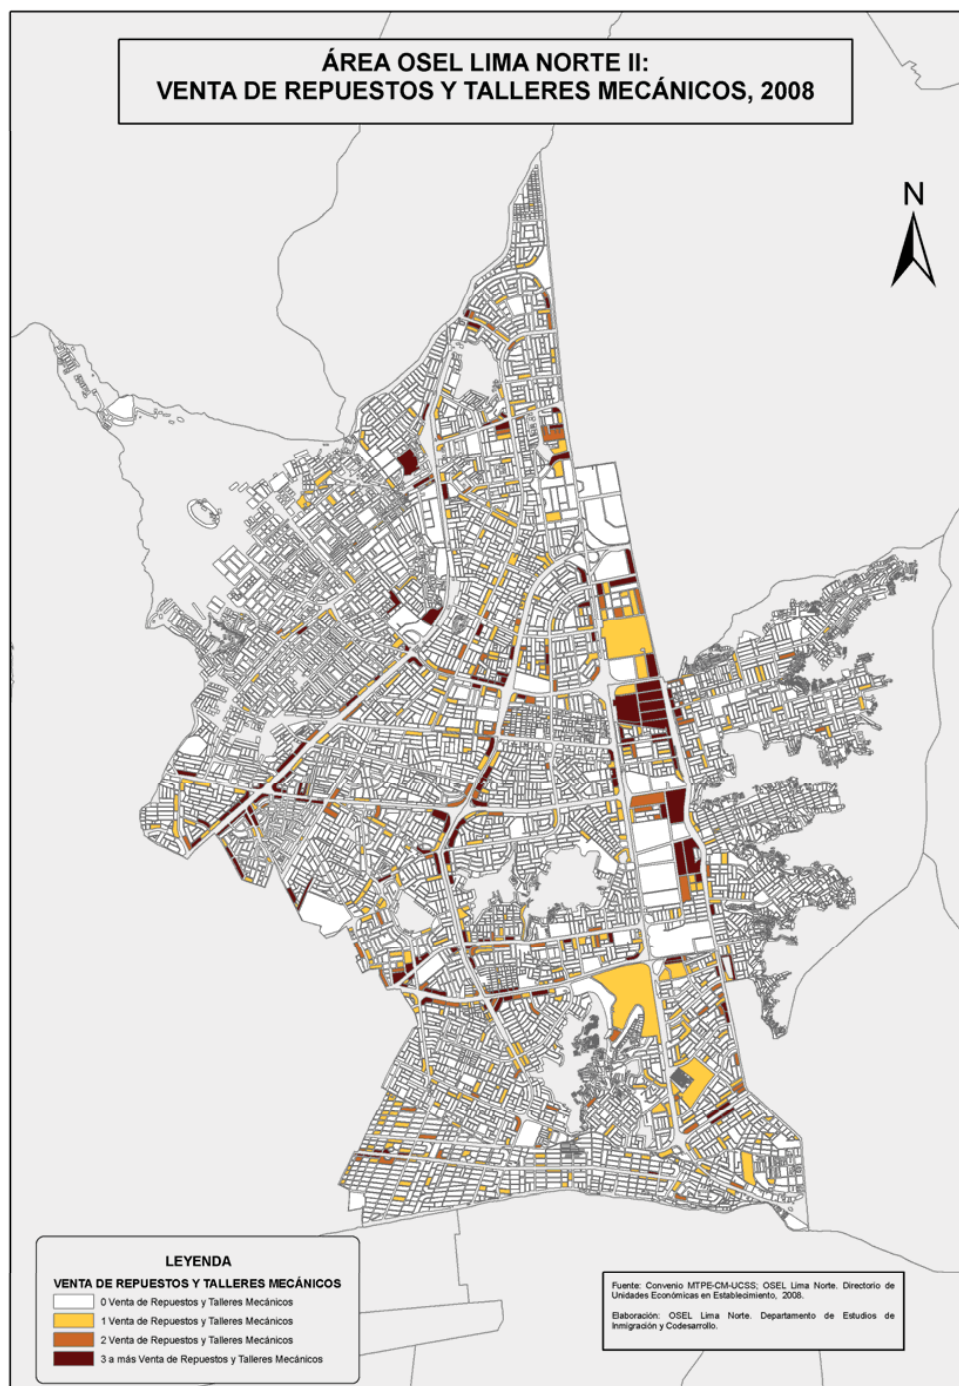 ÁREA OSEL LIMA NORTE II:
VENTA DE REPUESTOS Y TALLERES MECÁNICOS, 2008
N
LEYENDA
VENTA DE REPUESTOS Y TALLERES MECÁNICOS
0 Venta de Repuestos y Talleres Mecánicos
1 Venta de Repuestos y Talleres Mecánicos
2 Venta de Repuestos y Talleres Mecánicos
3 a más Venta de Repuestos y Talleres Mecánicos
Fuente: Convenio MTPE-CM-UCSS; OSEL Lima Norte. Directorio de
Unidades Económicas en Establecimiento, 2008.
Elaboración: OSEL Lima Norte. Departamento de Estudios de
Inmigración y Codesarrollo.